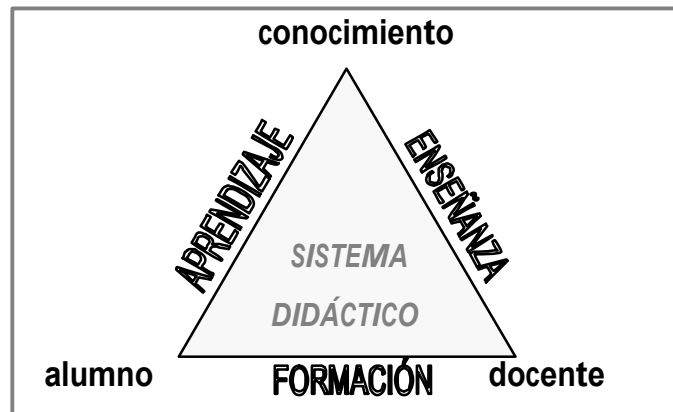 conocimiento
APRENDIZAJE
ENSEÑANZA
SISTEMA
DIDÁCTICO
alumno
FORMACIÓN
docente